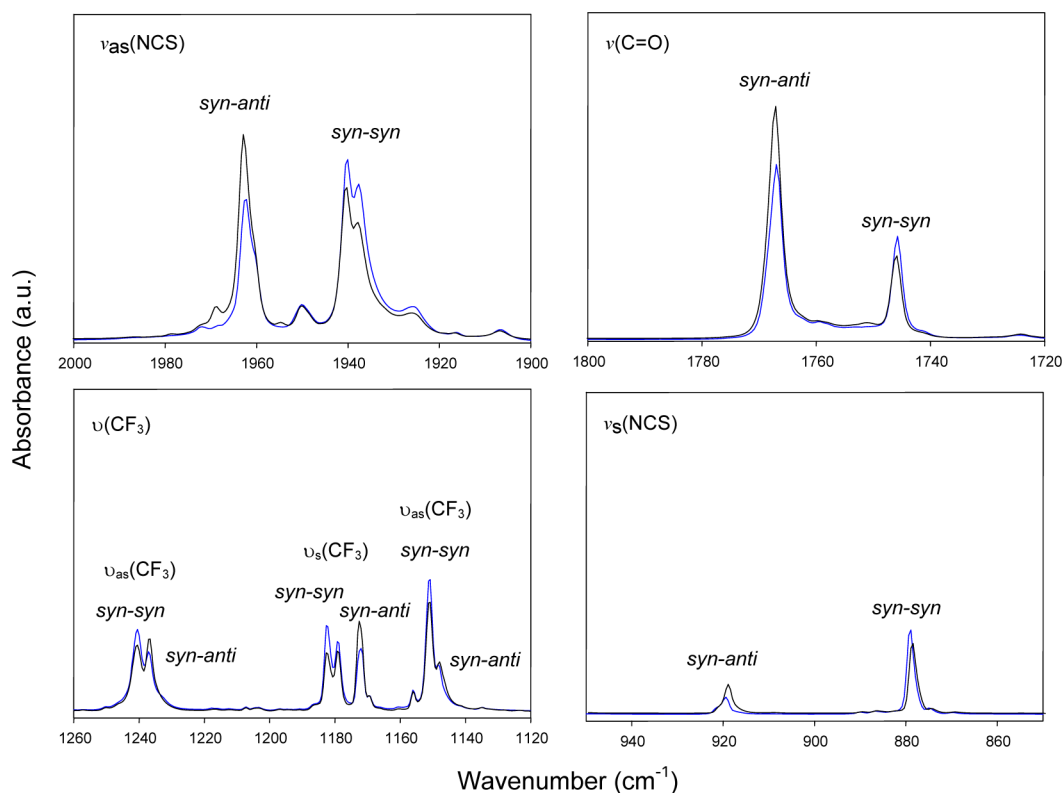 νas(NCS)
syn-anti
syn-syn
2000 1980 1960 1940 1920 1900
ν(C=O)
syn-anti
syn-syn
1800 1780 1760 1740 1720
Absorbance (a.u.)
υ(CF3)
υas(CF3)
syn-syn
syn-anti
υs(CF3)
syn-syn
syn-anti
υas(CF3)
syn-syn
syn-anti
1260 1240 1220 1200 1180 1160 1140 1120
νs(NCS)
syn-anti
syn-syn
940 920 900 880 860
Wavenumber (cm-1)